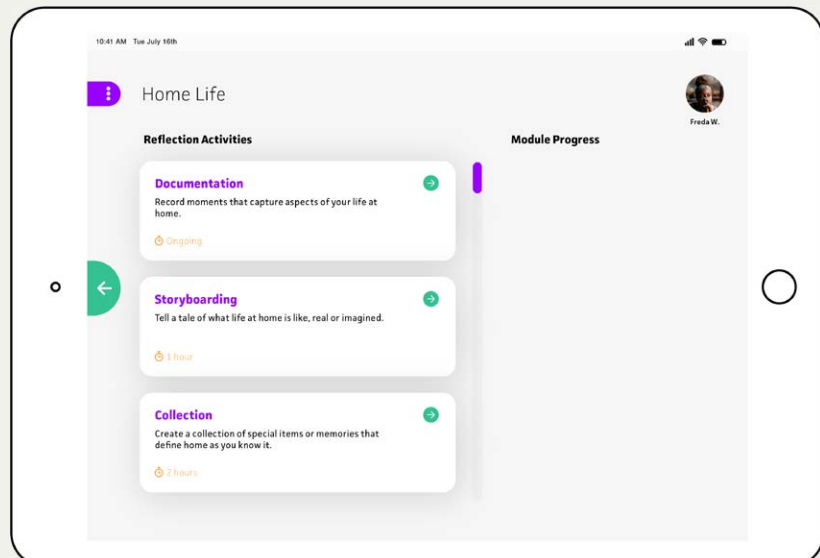 10:41 AM Tue July 16th
Home Life
Freda W.
Reflection Activities
Module Progress
Documentation
Record moments that capture aspects of your life at
home.
Ongoing
Storyboarding
Tell a tale of what life at home is like, real or imagined.
1 hour
Collection
Create a collection of special items or memories that
define home as you know it.
2 hours